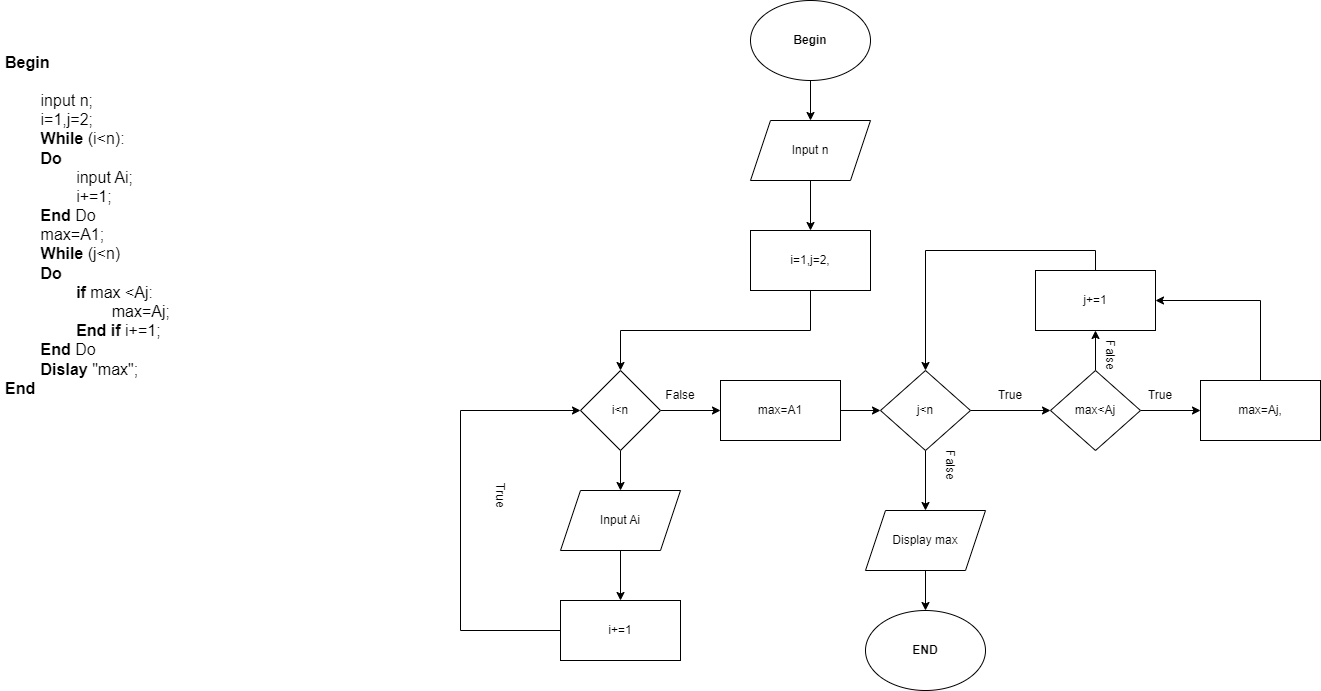 Begin
input n;
i=1,j=2;
While (i<n):
Do
input Ai;
i+=1;
End Do
max=A1;
While (j<n)
Do
if max <Aj:
max=Aj;
End if i+=1;
End Do
Dislay "max";
End
Begin
Input n
i=1,j=2,
j+=1
False
i<n
False
max=A1
j<n
True
max<Aj
True
max=Aj,
False
True
Input Ai
Display max
i+=1
END